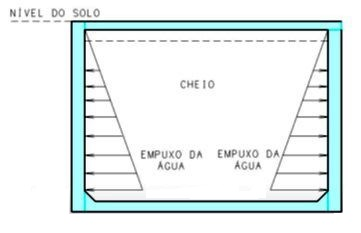 NÍVEL DO SOLO
CHEIO
EMPUXO DA
ÁGUA
EMPUXO DA
ÁGUA